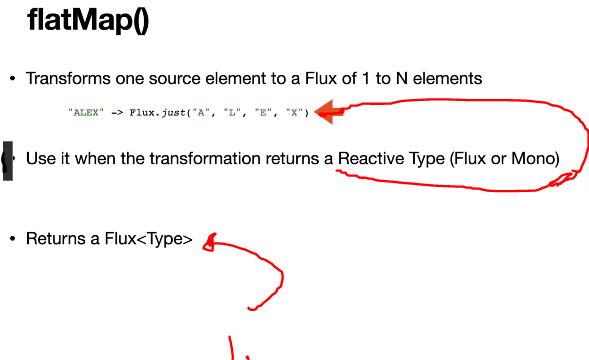 flatMap()
• Transforms one source element to a Flux of 1 to N elements
"ALEX" -> Flux.just("A", "L", "E", "X")
• Use it when the transformation returns a Reactive Type (Flux or Mono)
• Returns a Flux<Type>